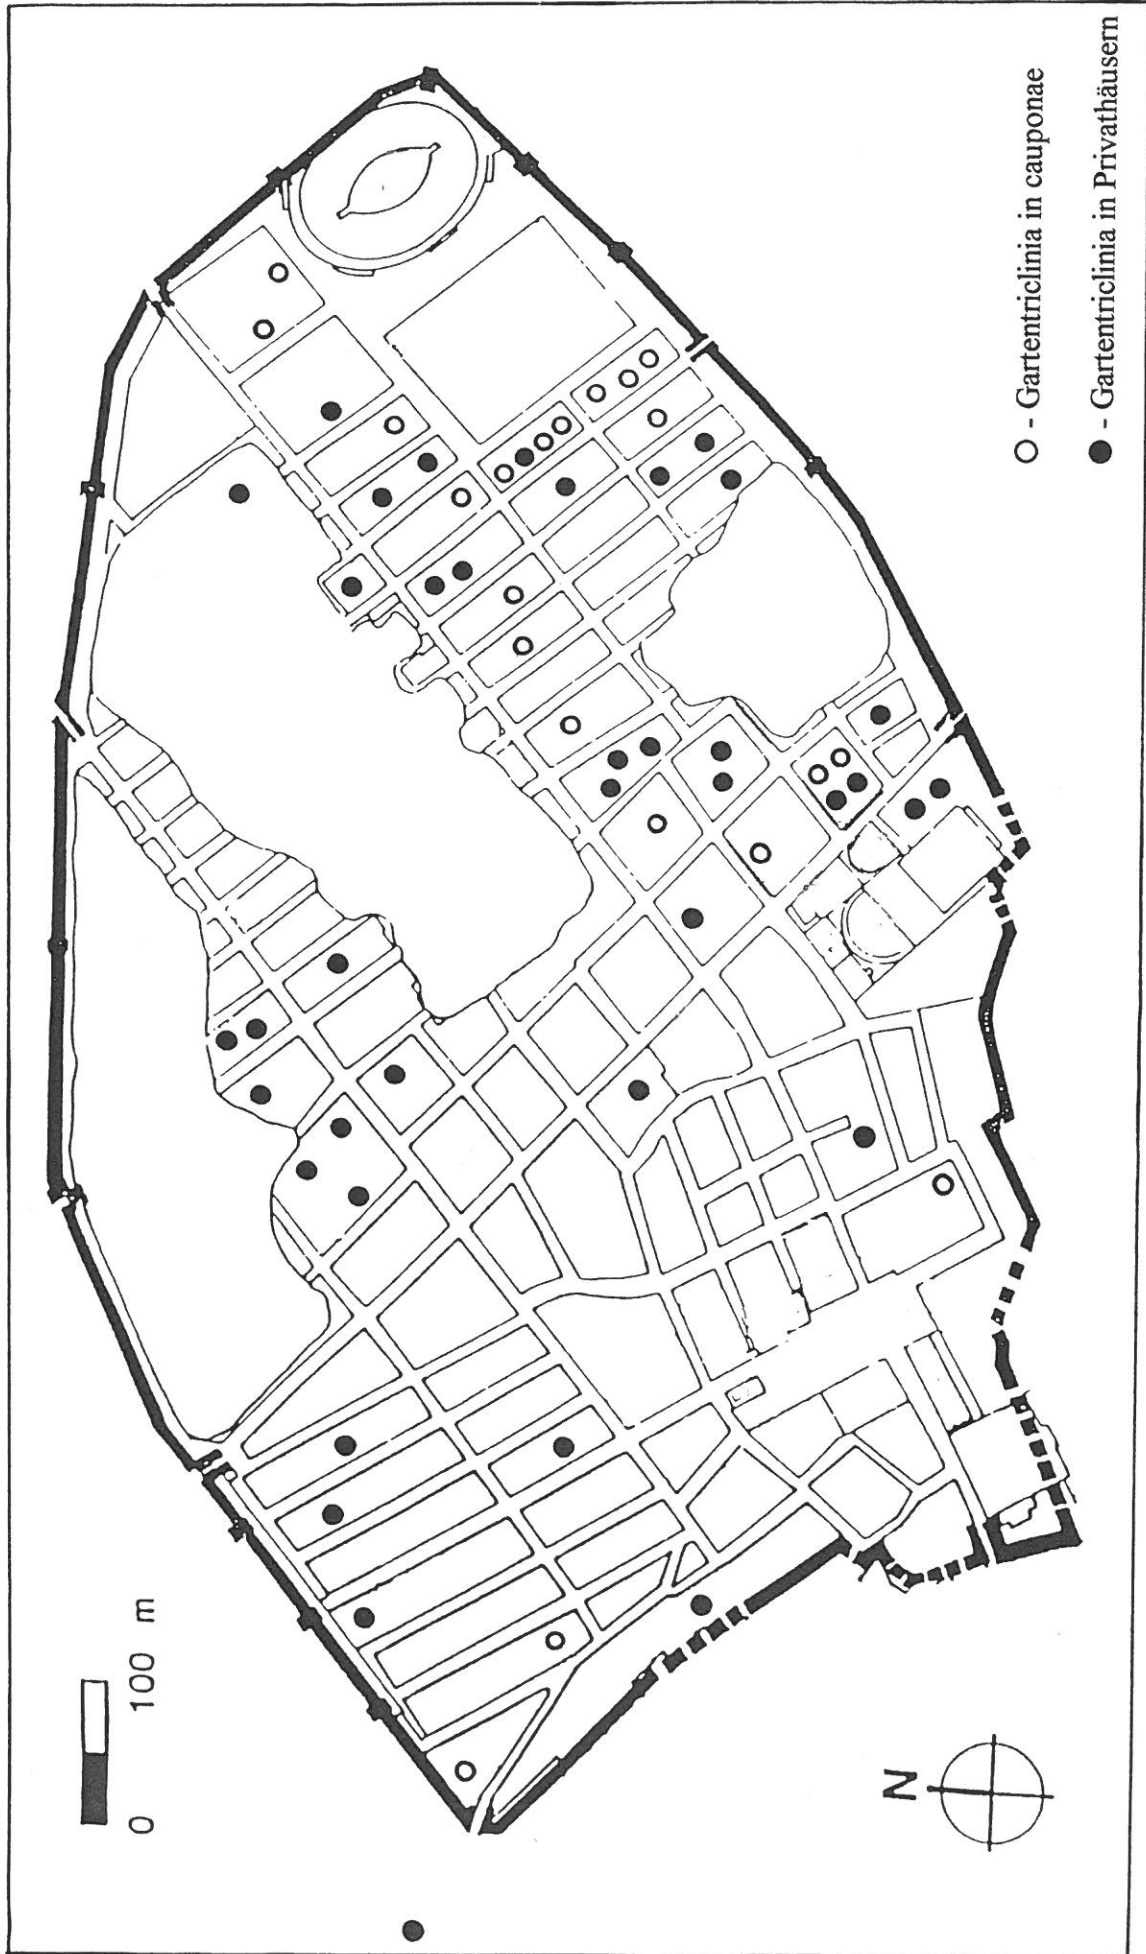 0 100 m
N
○ - Gartentriclinia in cauponae
● - Gartentriclinia in Privathäusern